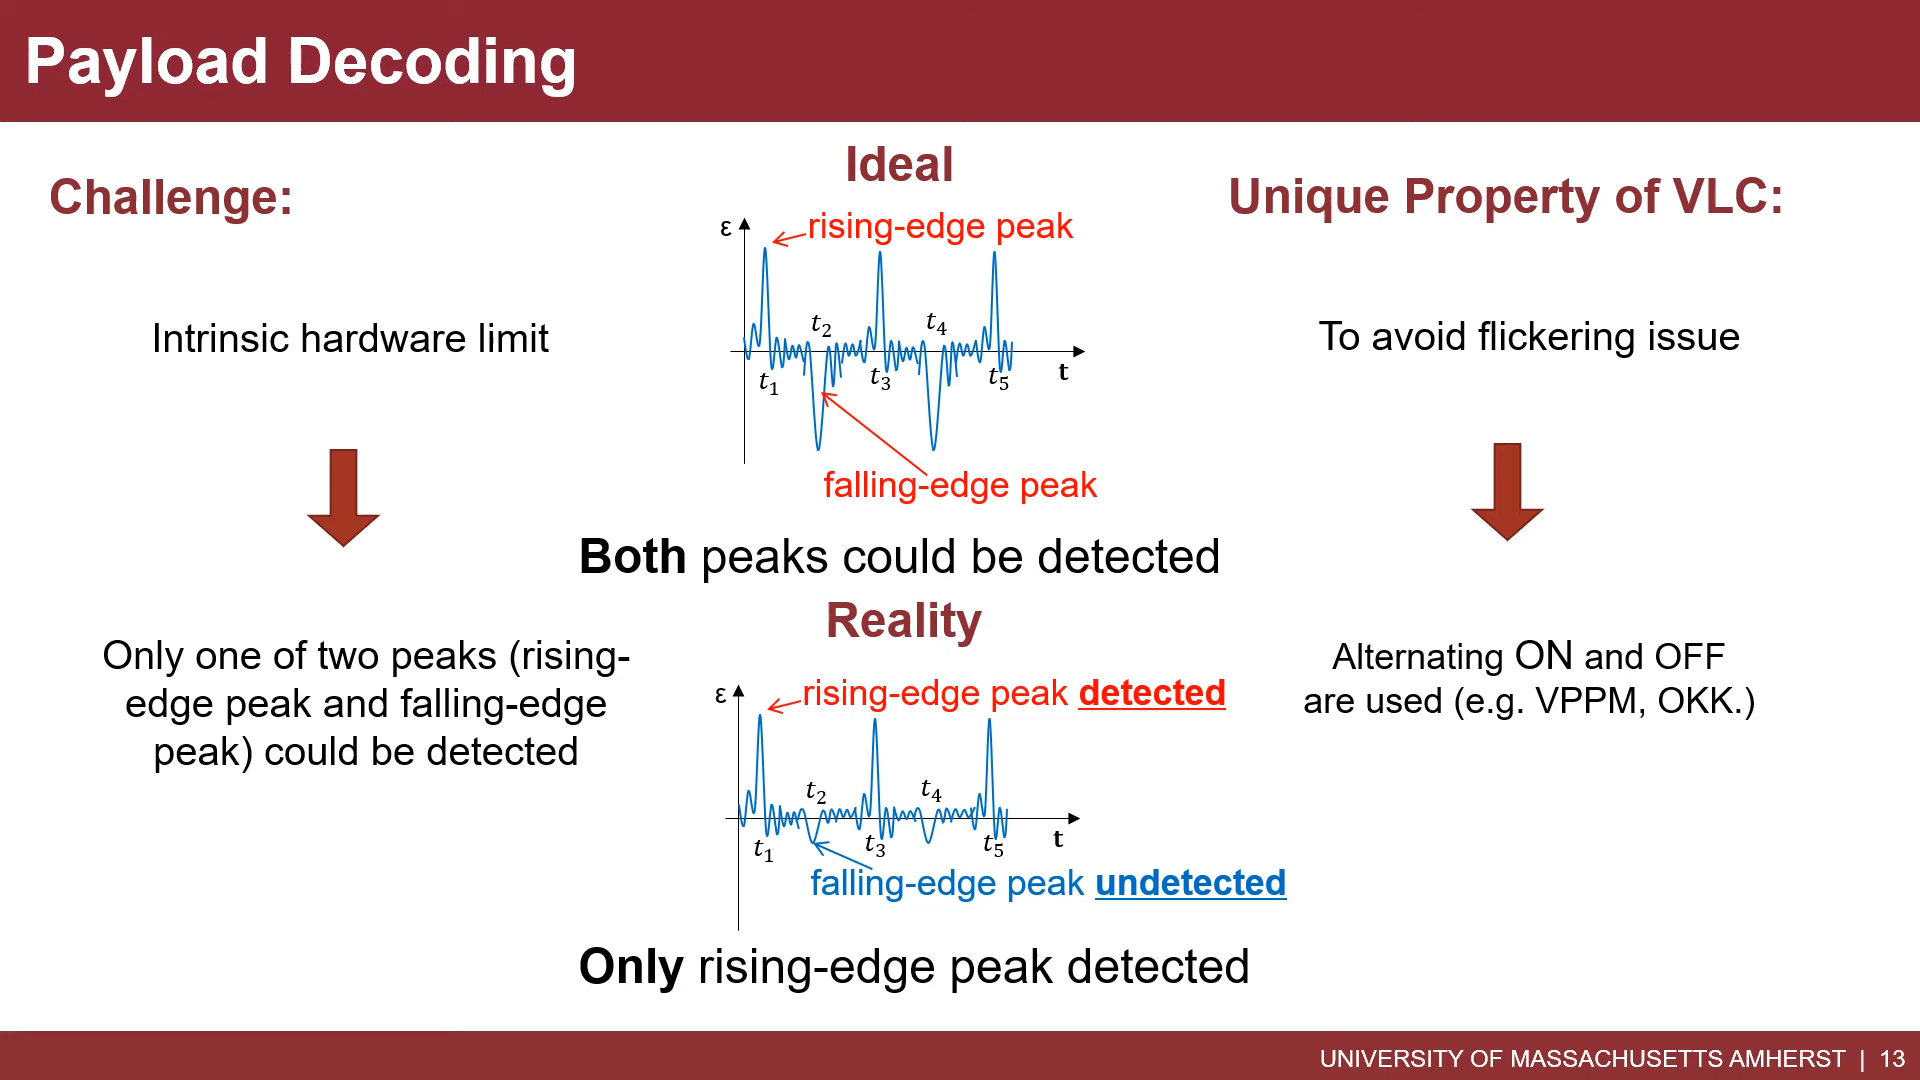 Payload Decoding
Challenge:
Intrinsic hardware limit
Only one of two peaks (rising-
edge peak and falling-edge
peak) could be detected
Ideal
ε
rising-edge peak
t2
t4
t1
t3
t5
t
falling-edge peak
Both peaks could be detected
Reality
ε
rising-edge peak detected
t2
t4
t1
t3
t5
t
falling-edge peak undetected
Only rising-edge peak detected
Unique Property of VLC:
To avoid flickering issue
Alternating ON and OFF
are used (e.g. VPPM, OKK.)
UNIVERSITY OF MASSACHUSETTS AMHERST | 13